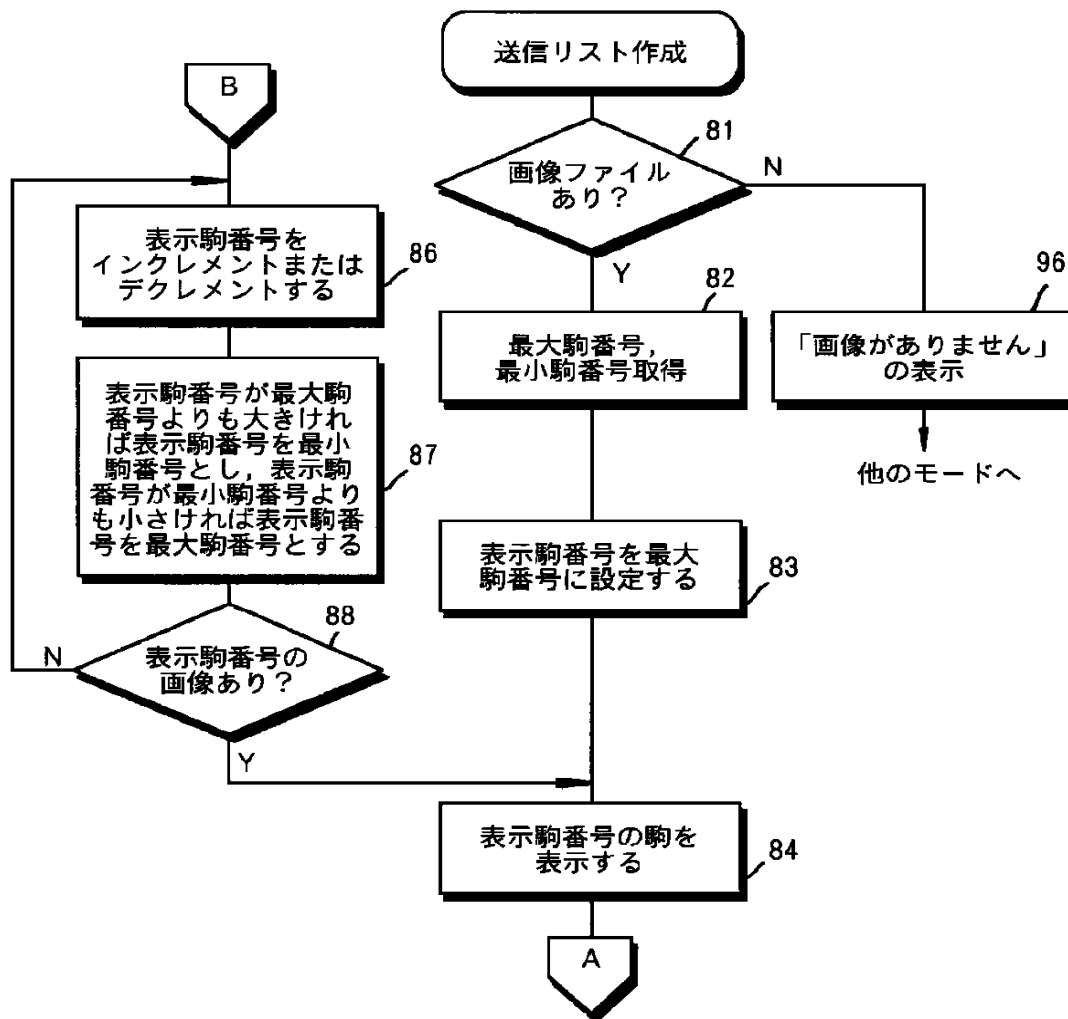 送信リスト作成
B
81
画像ファイル
あり？
N
Y
表示駒番号を
インクレメントまたは
デクレメントする
86
82
最大駒番号，
最小駒番号取得
96
「画像がありません」
の表示
他のモードへ
表示駒番号が最大駒
番号よりも大きけれ
ば表示駒番号を最小
駒番号とし，表示駒
番号が最小駒番号より
も小さければ表示駒番
号を最大駒番号とする
87
表示駒番号を最大
駒番号に設定する
83
88
表示駒番号の
画像あり？
N
Y
表示駒番号の駒を
表示する
84
A